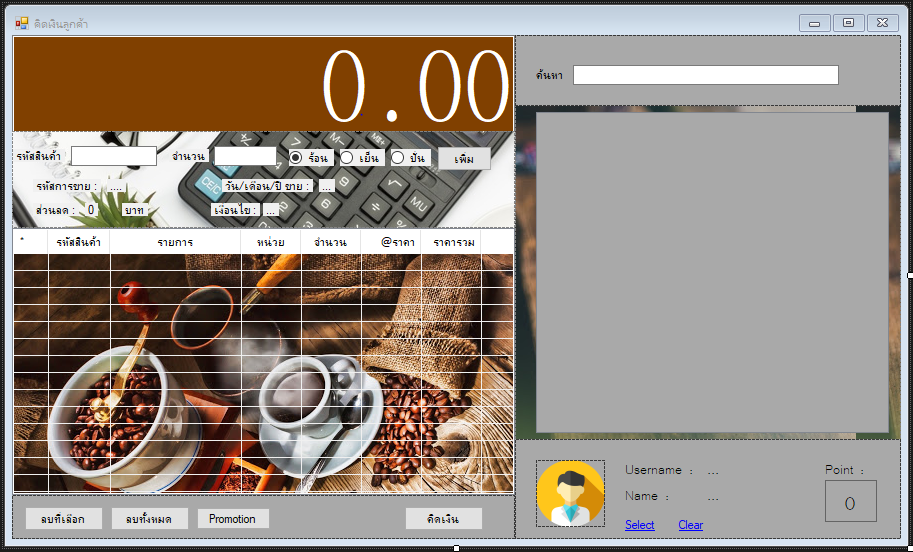 คิดเงินลูกค้า
0.00
ค้นหา
รหัสสินค้า จำนวน ร้อน เย็น ปั่น เพิ่ม
รหัสการขาย : .... วัน/เดือน/ปี ขาย : ...
ส่วนลด : 0 บาท เงื่อนไข : ...
* รหัสสินค้า รายการ หน่วย จำนวน @ราคา ราคารวม
Username : ... Point :
Name : ... 0
Select Clear
ลบที่เลือก ลบทั้งหมด Promotion คิดเงิน